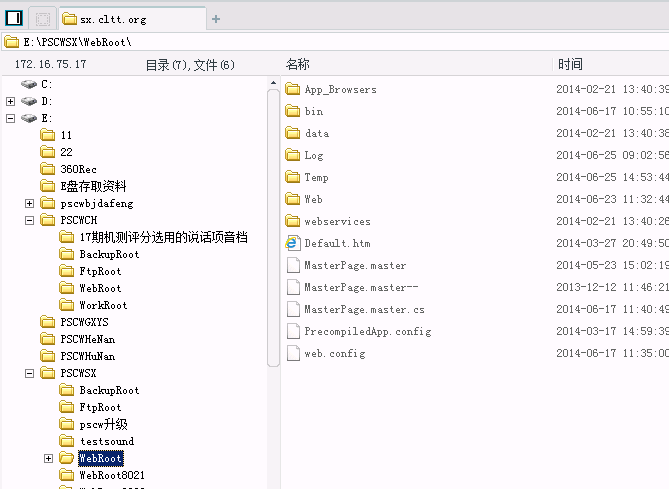 sx.cltt.org
E:\PSCWSX\WebRoot\
172.16.75.17 目录(7),文件(6) 名称 时间
C:
D:
E:
11
22
360Rec
E盘存取资料
pscwbjdafeng
PSCWCH
17期机测评分选用的说话项音档
BackupRoot
FtpRoot
WebRoot
WorkRoot
PSCWGXYS
PSCWHeNan
PSCWHuNan
PSCWSX
BackupRoot
FtpRoot
pscw升级
testsound
WebRoot
WebRoot8021
App_Browsers 2014-02-21 13:40:39
bin 2014-06-17 10:55:10
data 2014-02-21 13:40:38
Log 2014-06-25 09:02:56
Temp 2014-06-25 14:53:44
Web 2014-06-23 11:32:44
webservices 2014-02-21 13:40:26
Default.htm 2014-03-27 20:49:50
MasterPage.master 2014-05-23 15:02:19
MasterPage.master-- 2013-12-12 11:46:21
MasterPage.master.cs 2014-06-17 11:40:49
PrecompiledApp.config 2014-03-17 14:59:39
web.config 2014-06-17 11:35:00